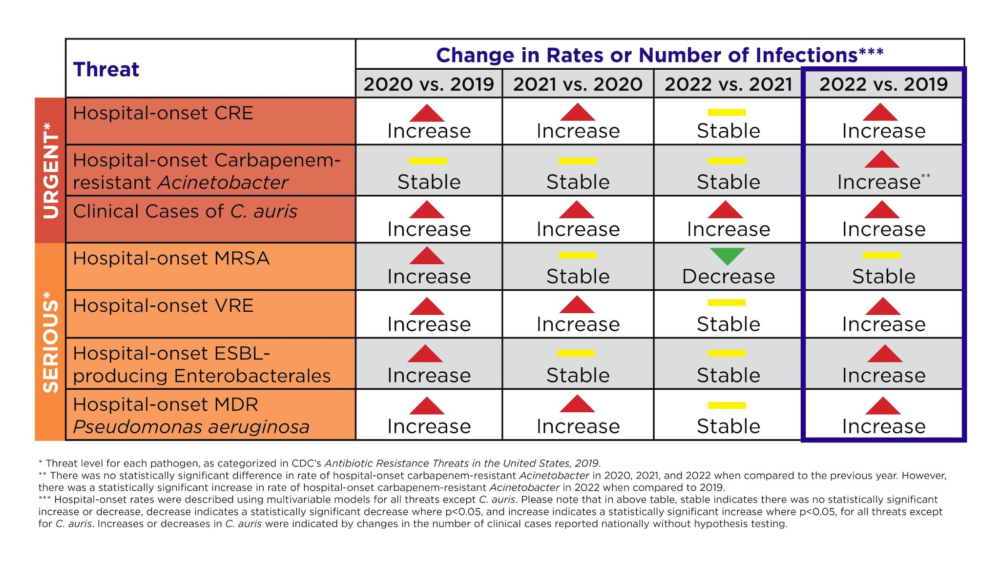 Threat
Change in Rates or Number of Infections***
2020 vs. 2019
2021 vs. 2020
2022 vs. 2021
2022 vs. 2019
URGENT*
Hospital-onset CRE
Increase
Increase
Stable
Increase
Hospital-onset Carbapenem-
resistant Acinetobacter
Stable
Stable
Stable
Increase**
Clinical Cases of C. auris
Increase
Increase
Increase
Increase
SERIOUS*
Hospital-onset MRSA
Increase
Stable
Decrease
Stable
Hospital-onset VRE
Increase
Increase
Stable
Increase
Hospital-onset ESBL-
producing Enterobacterales
Increase
Stable
Stable
Increase
Hospital-onset MDR
Pseudomonas aeruginosa
Increase
Increase
Stable
Increase
* Threat level for each pathogen, as categorized in CDC’s Antibiotic Resistance Threats in the United States, 2019.
** There was no statistically significant difference in rate of hospital-onset carbapenem-resistant Acinetobacter in 2020, 2021, and 2022 when compared to the previous year. However,
there was a statistically significant increase in rate of hospital-onset carbapenem-resistant Acinetobacter in 2022 when compared to 2019.
*** Hospital-onset rates were described using multivariable models for all threats except C. auris. Please note that in above table, stable indicates there was no statistically significant
increase or decrease, decrease indicates a statistically significant decrease where p<0.05, and increase indicates a statistically significant increase where p<0.05, for all threats except
for C. auris. Increases or decreases in C. auris were indicated by changes in the number of clinical cases reported nationally without hypothesis testing.